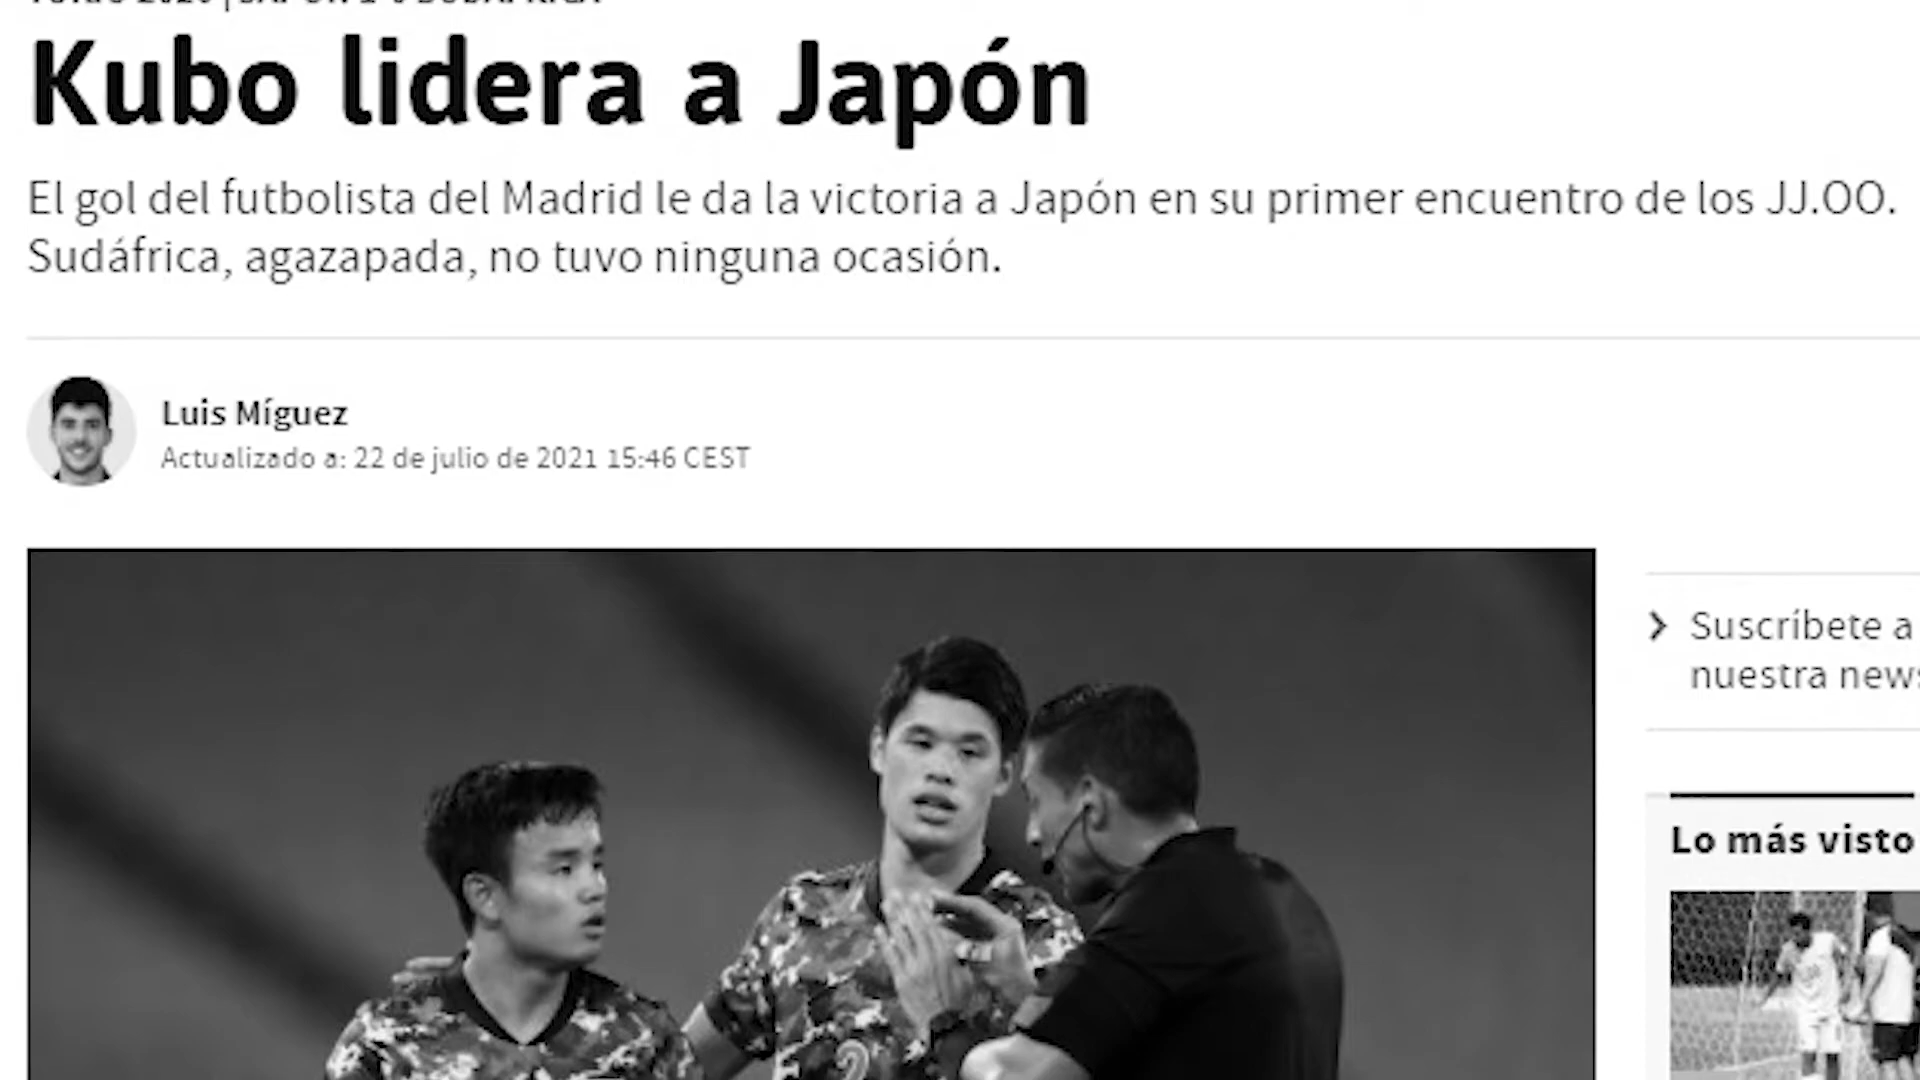 Kubo lidera a Japón
El gol del futbolista del Madrid le da la victoria a Japón en su primer encuentro de los JJ.OO.
Sudáfrica, agazapada, no tuvo ninguna ocasión.
Luis Míguez
Actualizado a: 22 de julio de 2021 15:46 CEST
Suscríbete a
nuestra news
Lo más visto